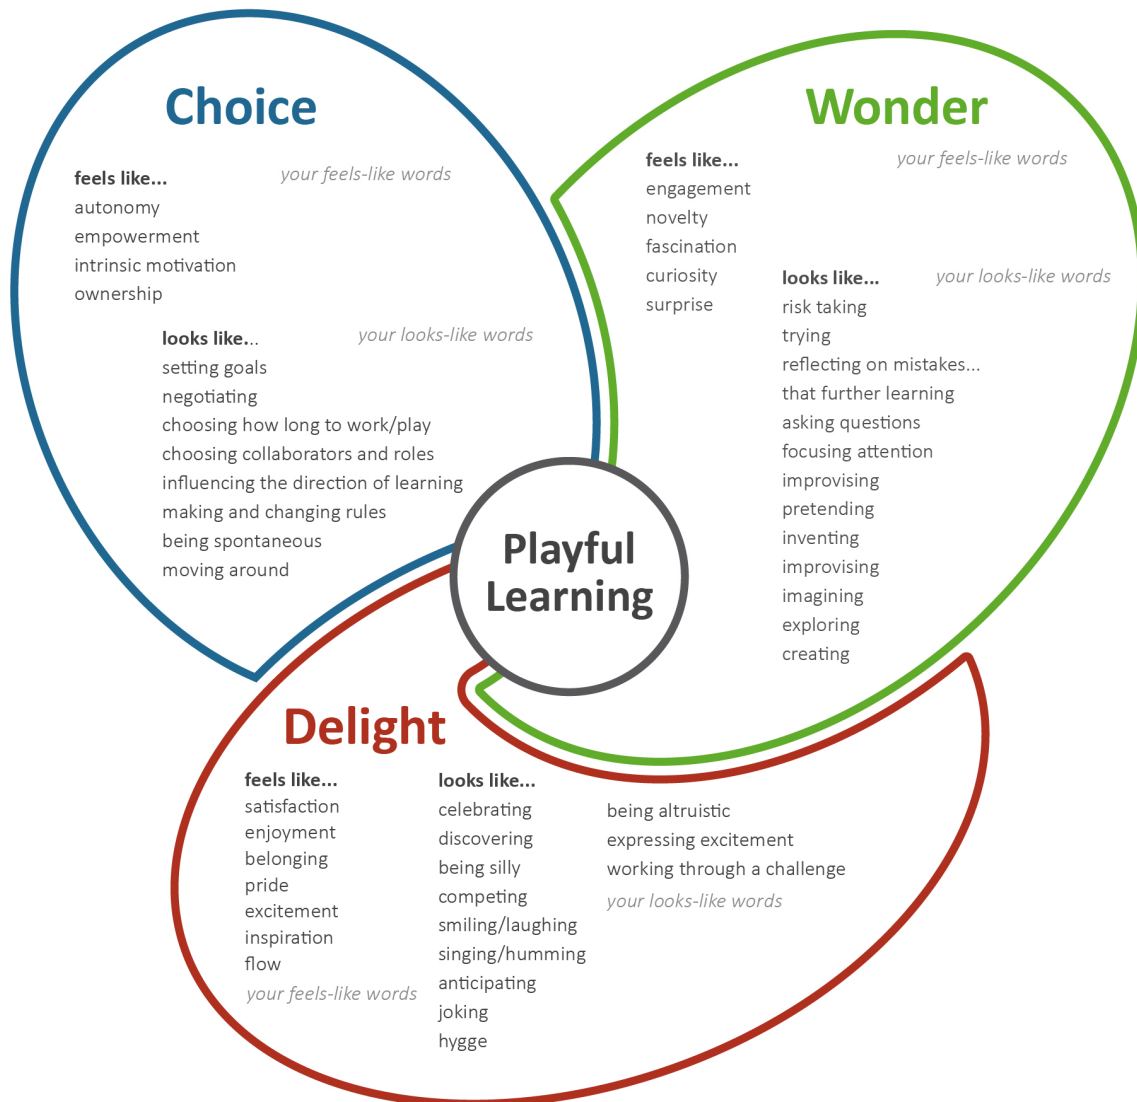 Choice
feels like...
your feels-like words
autonomy
empowerment
intrinsic motivation
ownership
looks like...
your looks-like words
setting goals
negotiating
choosing how long to work/play
choosing collaborators and roles
influencing the direction of learning
making and changing rules
being spontaneous
moving around
Wonder
feels like...
your feels-like words
engagement
novelty
fascination
curiosity
surprise
looks like...
your looks-like words
risk taking
trying
reflecting on mistakes...
that further learning
asking questions
focusing attention
improvising
pretending
inventing
improvising
imagining
exploring
creating
Playful
Learning
Delight
feels like...
satisfaction
enjoyment
belonging
pride
excitement
inspiration
flow
your feels-like words
looks like...
celebrating
discovering
being silly
competing
smiling/laughing
singing/humming
anticipating
joking
hygge
being altruistic
expressing excitement
working through a challenge
your looks-like words